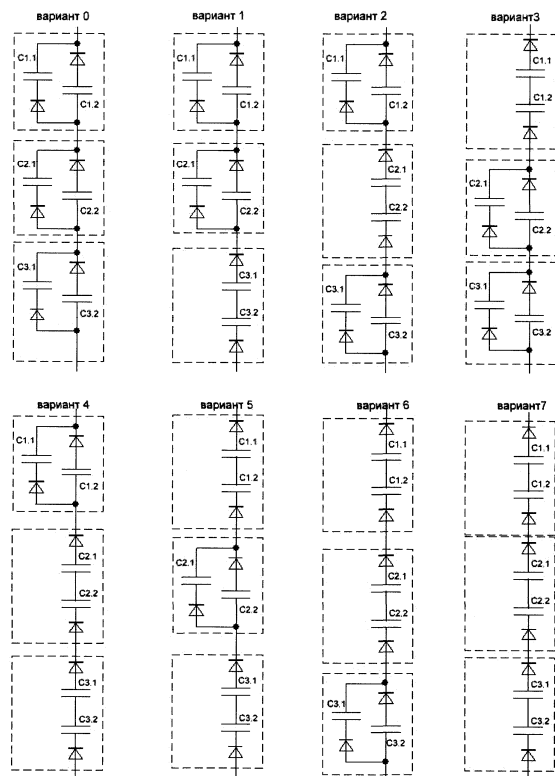 вариант 0
вариант 1
вариант 2
вариант3
C1.1
C1.2
C2.1
C2.2
C3.1
C3.2
C1.1
C1.2
C2.1
C2.2
C3.1
C3.2
C1.1
C1.2
C2.1
C2.2
C3.1
C3.2
C1.1
C1.2
C2.1
C2.2
C3.1
C3.2
вариант 4
вариант 5
вариант 6
вариант7
C1.1
C1.2
C2.1
C2.2
C3.1
C3.2
C1.1
C1.2
C2.1
C2.2
C3.1
C3.2
C1.1
C1.2
C2.1
C2.2
C3.1
C3.2
C1.1
C1.2
C2.1
C2.2
C3.1
C3.2